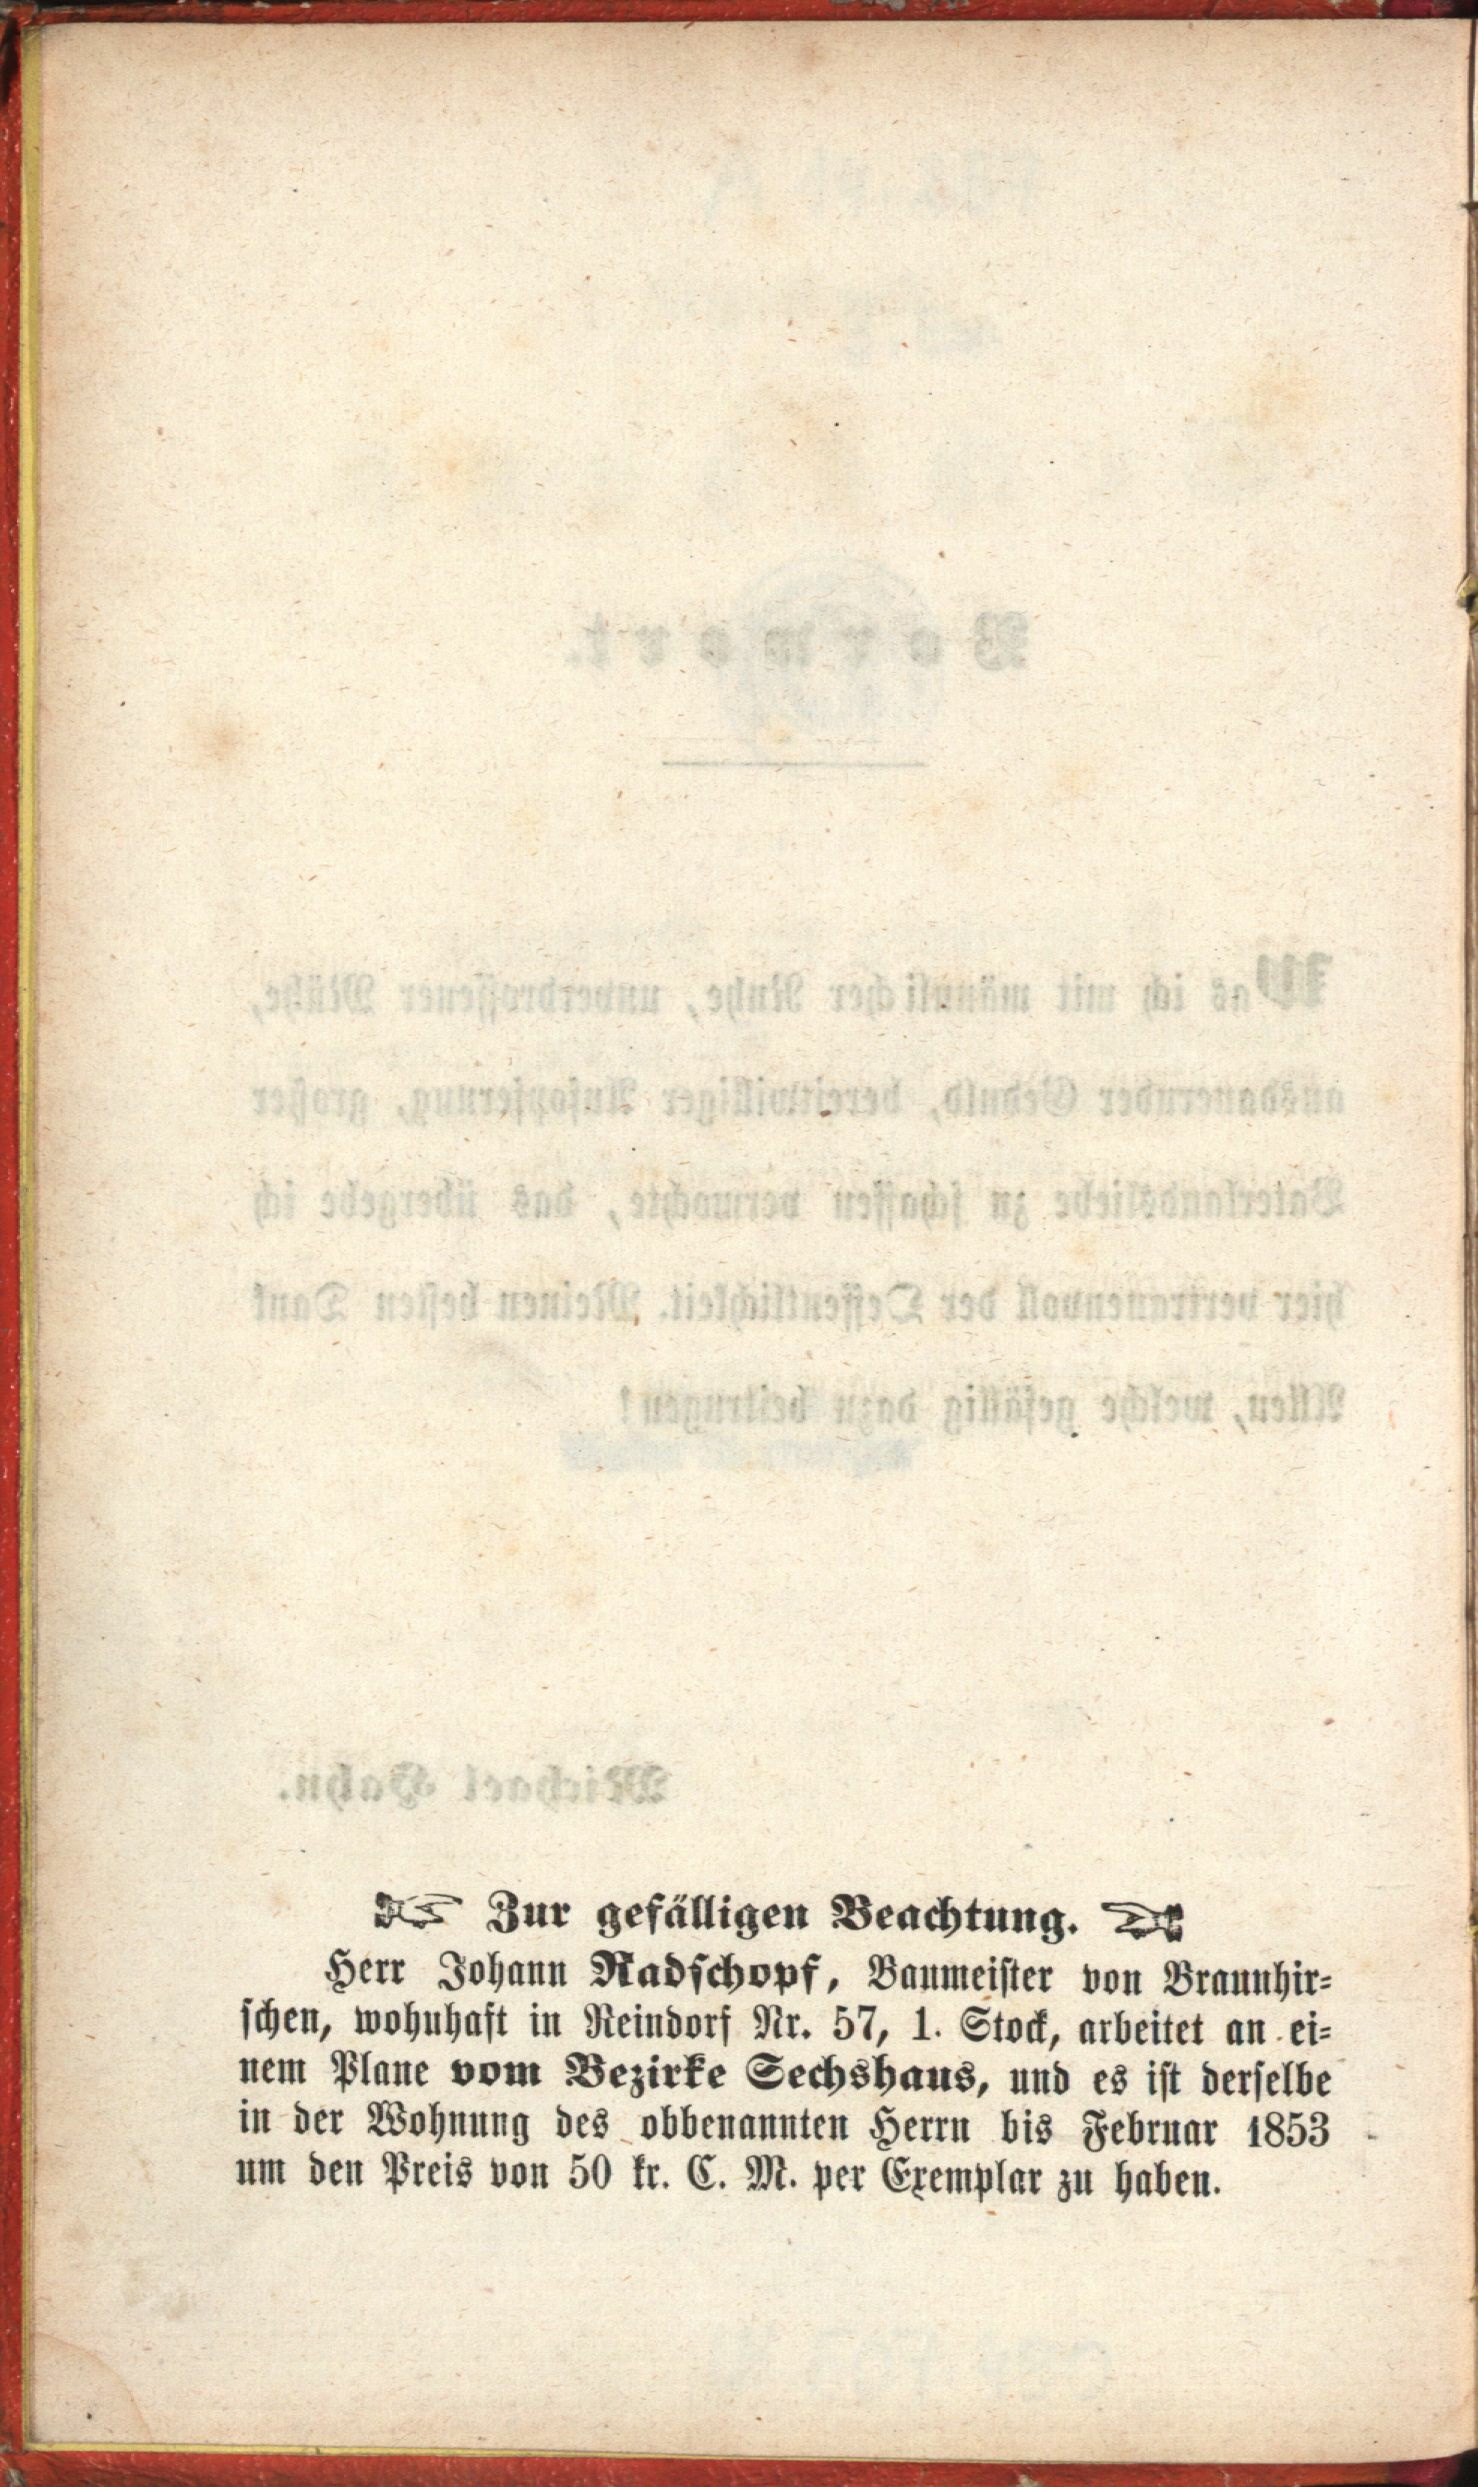 Zur gefälligen Beachtung.
Herr Johann Radschopf, Baumeister von Braunhir-
schen, wohnhaft in Reindorf Nr. 57, 1. Stock, arbeitet an ei-
nem Plane vom Bezirke Sechshaus, und es ist derselbe
in der Wohnung des obbenannten Herrn bis Februar 1853
um den Preis von 50 kr. C. M. per Exemplar zu haben.